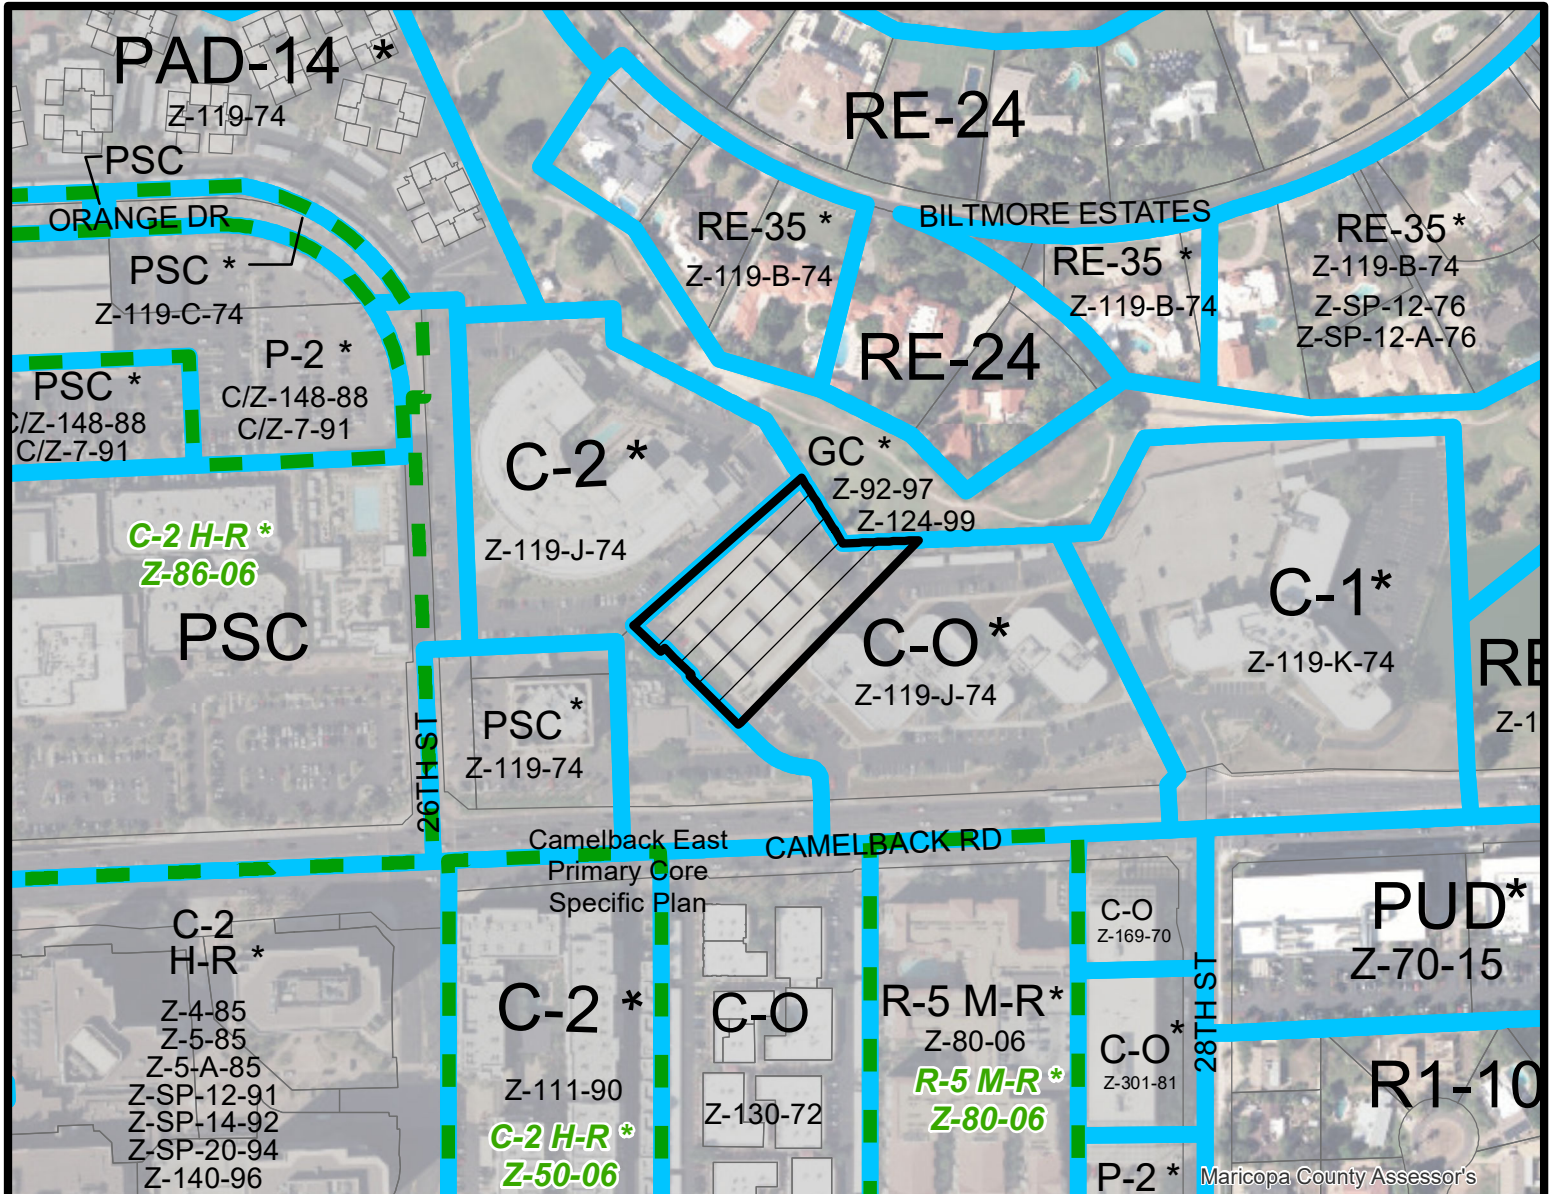 PAD-14 *
Z-119-74
PSC
ORANGE DR
PSC *
Z-119-C-74
P-2 *
C/Z-148-88
C/Z-7-91
PSC *
C/Z-148-88
C/Z-7-91
RE-24
BILTMORE ESTATES
RE-35 *
Z-119-B-74
RE-35 *
Z-119-B-74
RE-35 *
Z-119-B-74
Z-SP-12-76
Z-SP-12-A-76
RE-24
C-2 *
Z-119-J-74
GC *
Z-92-97
Z-124-99
C-2 H-R *
Z-86-06
PSC
C-O *
Z-119-J-74
C-1*
Z-119-K-74
RE
Z-1
PSC *
Z-119-74
26TH ST
Camelback East
Primary Core
Specific Plan
CAMELBACK RD
C-2
H-R *
Z-4-85
Z-5-85
Z-5-A-85
Z-SP-12-91
Z-SP-14-92
Z-SP-20-94
Z-140-96
C-2 *
Z-111-90
C-2 H-R *
Z-50-06
C-O
Z-130-72
R-5 M-R*
Z-80-06
R-5 M-R *
Z-80-06
C-O
Z-169-70
C-O*
Z-301-81
P-2 *
28TH ST
PUD*
Z-70-15
R1-10
Maricopa County Assessor's